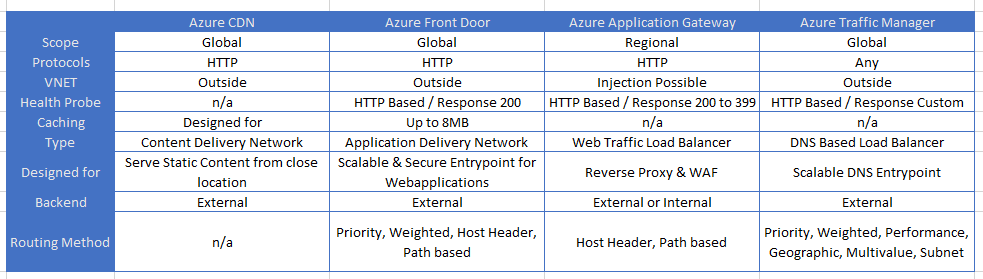 Azure CDN Azure Front Door Azure Application Gateway Azure Traffic Manager
Scope Global Global Regional Global
Protocols HTTP HTTP HTTP Any
VNET Outside Outside Injection Possible Outside
Health Probe n/a HTTP Based / Response 200 HTTP Based / Response 200 to 399 HTTP Based / Response Custom
Caching Designed for Up to 8MB n/a n/a
Type Content Delivery Network Application Delivery Network Web Traffic Load Balancer DNS Based Load Balancer
Designed for
Serve Static Content from close
location
Scalable & Secure Entrypoint for
Webapplications
Reverse Proxy & WAF
Scalable DNS Entrypoint
Backend External External External or Internal External
Routing Method
n/a
Priority, Weighted, Host Header,
Path based
Host Header, Path based
Priority, Weighted, Performance,
Geographic, Multivalue, Subnet